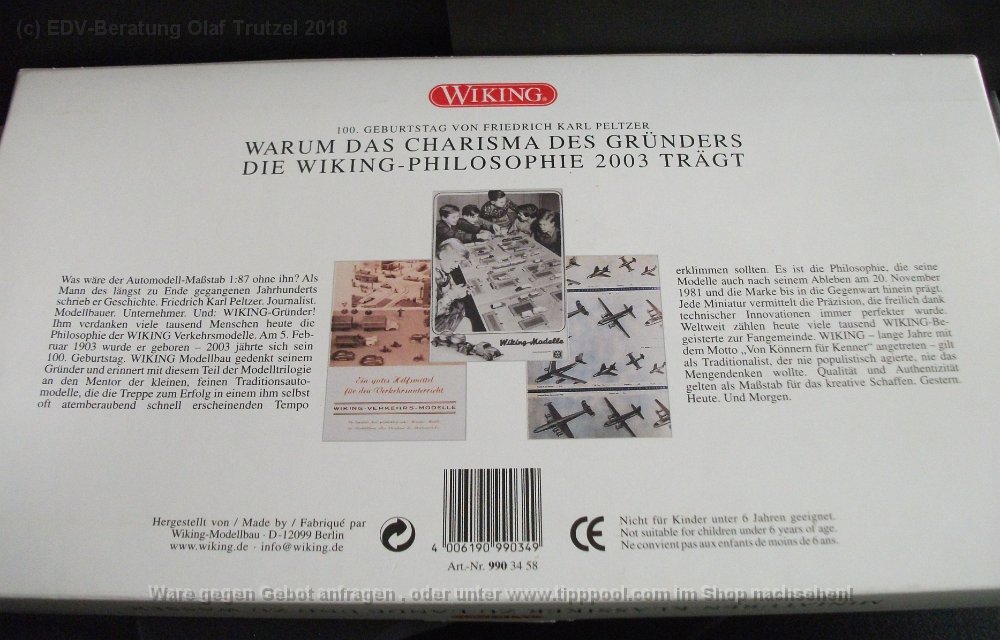 (c) EDV-Beratung Olaf Trutzel 2018
WIKING®
100. GEBURTSTAG VON FRIEDRICH KARL PELTZER
WARUM DAS CHARISMA DES GRÜNDERS
DIE WIKING-PHILOSOPHIE 2003 TRÄGT
Was wäre der Automodell-Maßstab 1:87 ohne ihn? Als
Mann des längst zu Ende gegangenen Jahrhunderts
schrieb er Geschichte. Friedrich Karl Peltzer. Journalist.
Modellbauer. Unternehmer. Und: WIKING-Gründer!
Ihm verdanken viele tausend Menschen heute die
Philosophie der WIKING Verkehrsmodelle. Am 5. Feb-
ruar 1903 wurde er geboren – 2003 jährte sich sein
100. Geburtstag. WIKING Modellbau gedenkt seinem
Gründer und erinnert mit diesem Teil der Modelltrilogie
an den Mentor der kleinen, feinen Traditionsauto-
modelle, die die Treppe zum Erfolg in einem ihm selbst
oft atemberaubend schnell erscheinenden Tempo
Wiking-Modelle
Ein gutes Hilfsmittel
für den Verkehrsunterricht
WIKING-VERKEHRS-MODELLE
erklimmen sollten. Es ist die Philosophie, die seine
Modelle auch nach seinem Ableben am 20. November
1981 und die Marke bis in die Gegenwart hinein prägt.
Jede Miniatur vermittelt die Präzision, die freilich dank
technischer Innovationen immer perfekter wurde.
Weltweit zählen heute viele tausend WIKING-Be-
geisterte zur Fangemeinde. WIKING – lange Jahre mit
dem Motto „Von Könnern für Kenner" angetreten – gilt
als Traditionalist, der nie populistisch agierte, nie das
Mengendenken wollte. Qualität und Authentizität
gelten als Maßstab für das kreative Schaffen. Gestern.
Heute. Und Morgen.
Hergestellt von / Made by / Fabriqué par
Wiking-Modellbau · D-12099 Berlin
www.wiking.de · info@wiking.de
4 006190 990349
Art.-Nr. 990 34 58
CE
Nicht für Kinder unter 6 Jahren geeignet.
Not suitable for children under 6 years of age.
Ne convient pas aux enfants de moins de 6 ans.
Ware gegen Gebot anfragen , oder unter www.tipppool.com im Shop nachsehen!